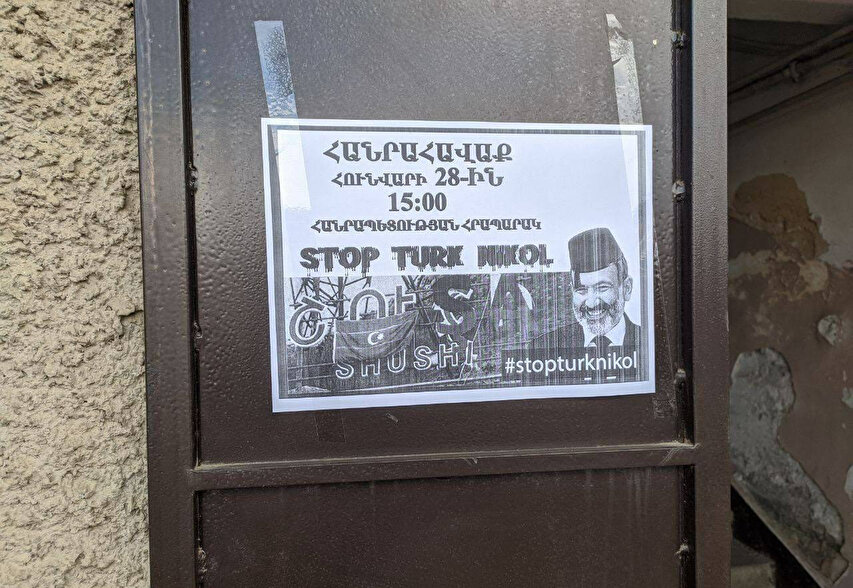 ՀԱՆՐԱՀԱՎԱՔ
ՀՈՒՆՎԱՐԻ 28-ԻՆ
15:00
ՀԱՆՐԱՊԵՏՈՒԹՅԱՆ ՀՐԱՊԱՐԱԿ
STOP TURK NIKOL
SHUSHI
#stopturknikol